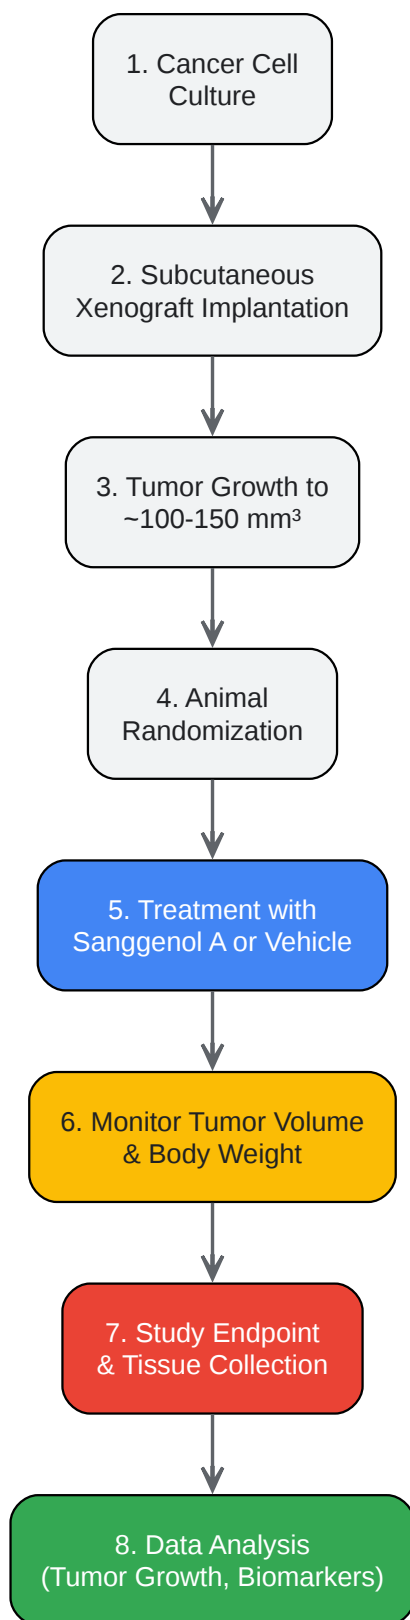 1. Cancer Cell
Culture
2. Subcutaneous
Xenograft Implantation
3. Tumor Growth to
~100-150 mm³
4. Animal
Randomization
5. Treatment with
Sanggenol A or Vehicle
6. Monitor Tumor Volume
& Body Weight
7. Study Endpoint
& Tissue Collection
8. Data Analysis
(Tumor Growth, Biomarkers)